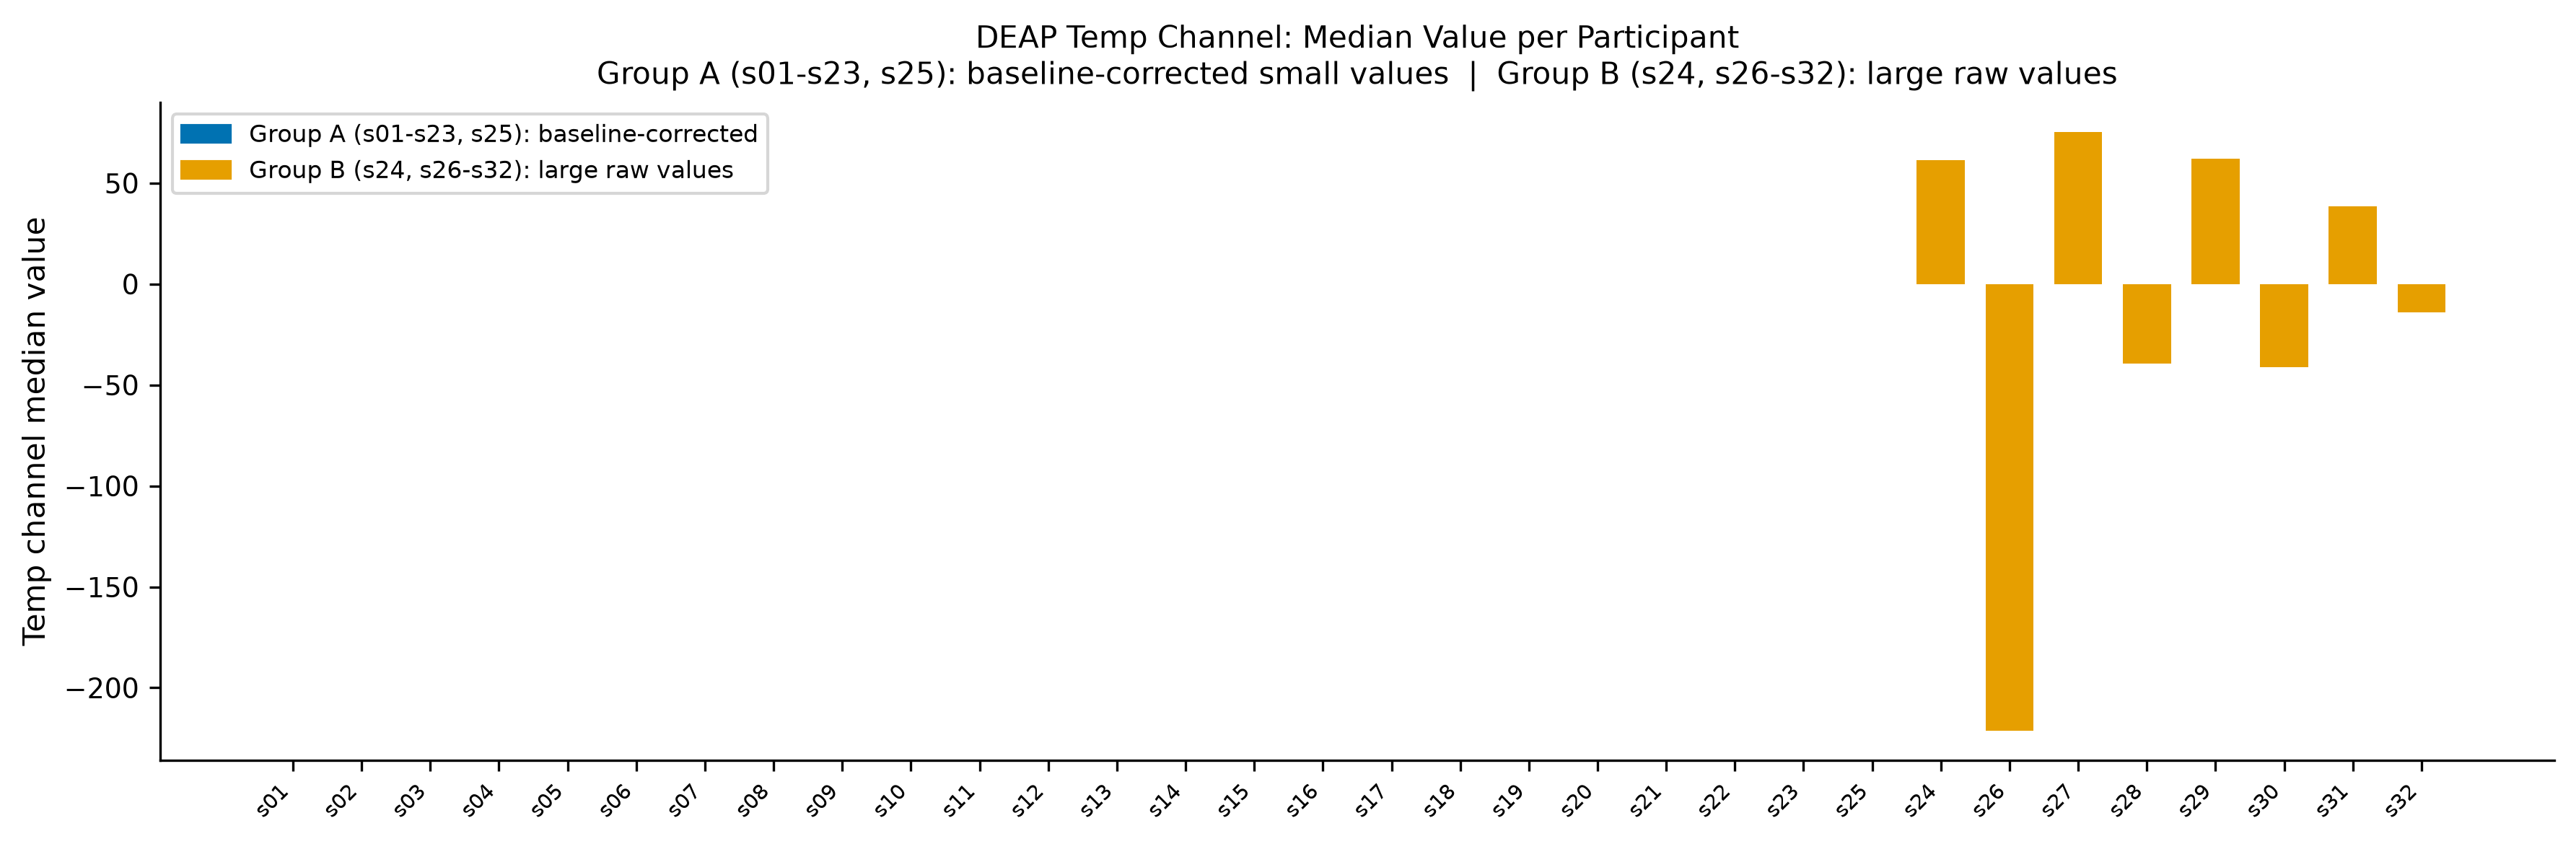 DEAP Temp Channel: Median Value per Participant
Group A (s01-s23, s25): baseline-corrected small values | Group B (s24, s26-s32): large raw values
Group A (s01-s23, s25): baseline-corrected
Group B (s24, s26-s32): large raw values
Temp channel median value
50
0
−50
−100
−150
−200
s01 s02 s03 s04 s05 s06 s07 s08 s09 s10 s11 s12 s13 s14 s15 s16 s17 s18 s19 s20 s21 s22 s23 s25 s24 s26 s27 s28 s29 s30 s31 s32